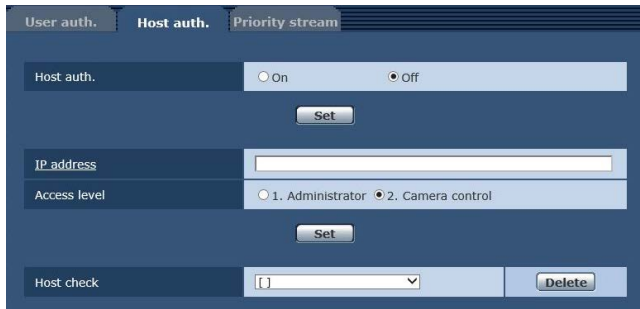 User auth. Host auth. Priority stream
Host auth. On Off
Set
IP address
Access level 1. Administrator 2. Camera control
Set
Host check [ ] Delete